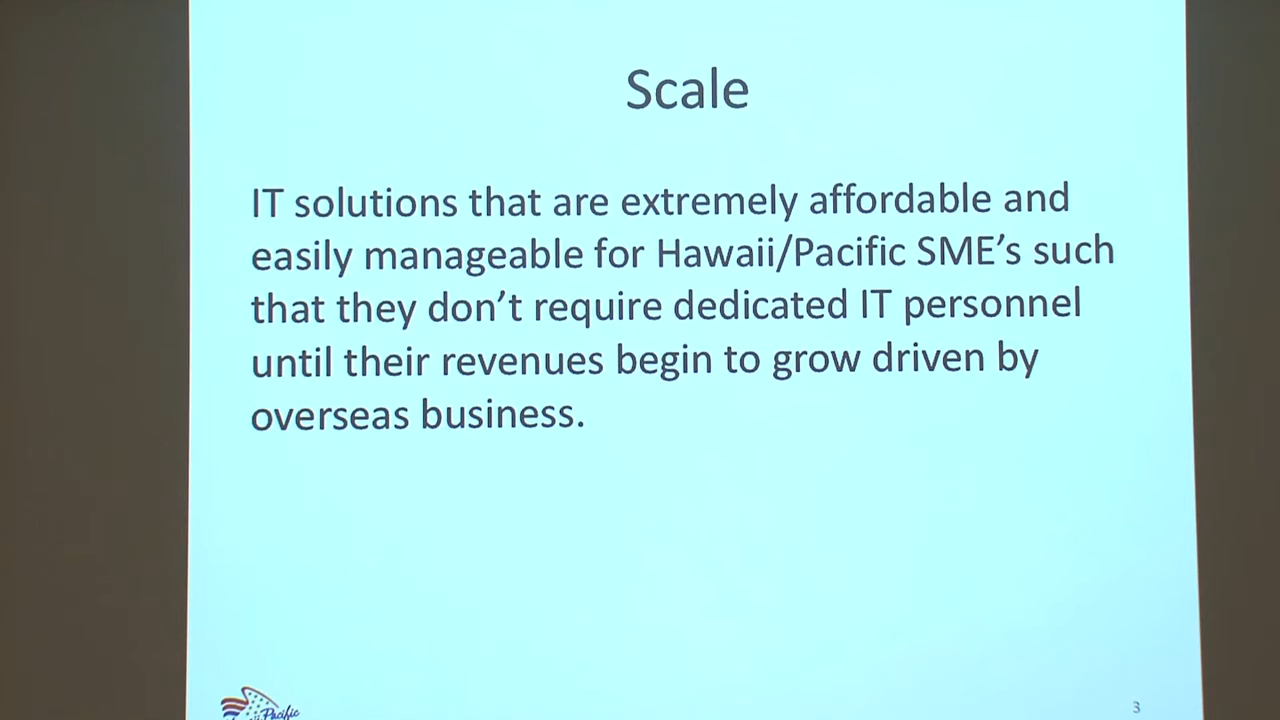 Scale
IT solutions that are extremely affordable and
easily manageable for Hawaii/Pacific SME's such
that they don't require dedicated IT personnel
until their revenues begin to grow driven by
overseas business.
Pacific
3